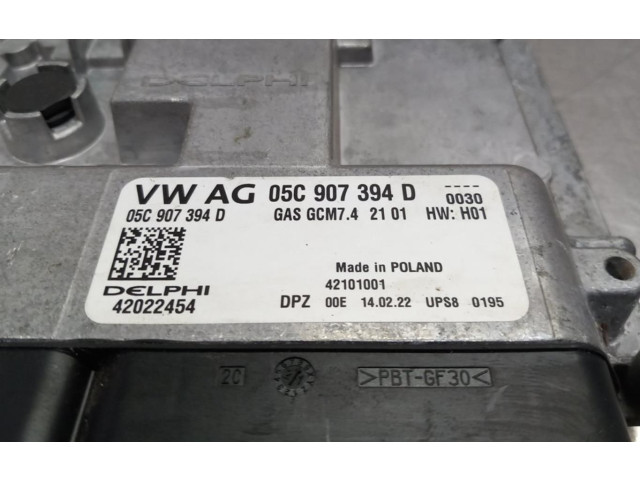 DELPHI
VW AG 05C 907 394 D ----
05C 907 394 D GAS GCM7.4 21 01 HW: H01 0030
Made in POLAND
DELPHI 42101001
42022454 DPZ 00E 14.02.22 UPS8 0195
2C >PBT-GF30<